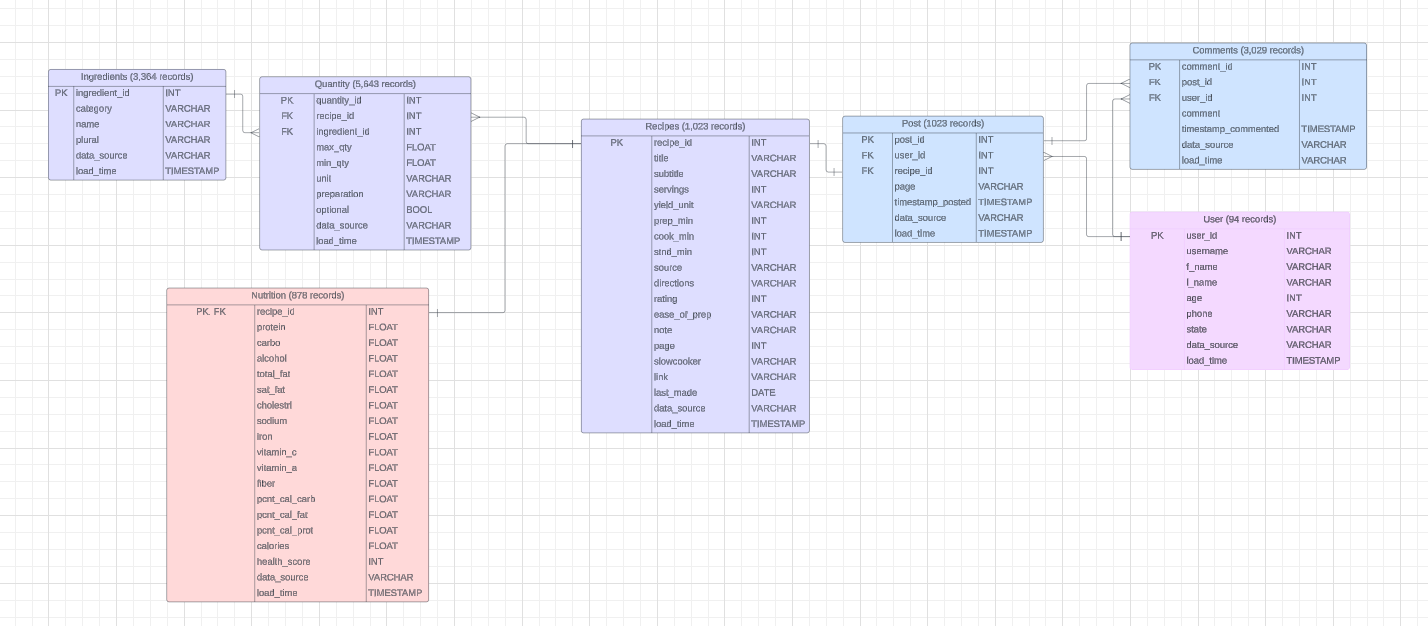 Ingredients (3,364 records)
PK ingredient_id INT
category VARCHAR
name VARCHAR
plural VARCHAR
data_source VARCHAR
load_time TIMESTAMP
Quantity (5,643 records)
PK quantity_id INT
FK recipe_id INT
FK ingredient_id INT
max_qty FLOAT
min_qty FLOAT
unit VARCHAR
preparation VARCHAR
optional BOOL
data_source VARCHAR
load_time TIMESTAMP
Nutrition (878 records)
PK, FK recipe_id INT
protein FLOAT
carbo FLOAT
alcohol FLOAT
total_fat FLOAT
sat_fat FLOAT
cholestrl FLOAT
sodium FLOAT
iron FLOAT
vitamin_c FLOAT
vitamin_a FLOAT
fiber FLOAT
pcnt_cal_carb FLOAT
pcnt_cal_fat FLOAT
pcnt_cal_prot FLOAT
calories FLOAT
health_score INT
data_source VARCHAR
load_time TIMESTAMP
Recipes (1,023 records)
PK recipe_id INT
title VARCHAR
subtitle VARCHAR
servings INT
yield_unit VARCHAR
prep_min INT
cook_min INT
stnd_min INT
source VARCHAR
directions VARCHAR
rating INT
ease_of_prep VARCHAR
note VARCHAR
page INT
slowcooker VARCHAR
link VARCHAR
last_made DATE
data_source VARCHAR
load_time TIMESTAMP
Post (1023 records)
PK post_id INT
FK user_id INT
FK recipe_id INT
page VARCHAR
timestamp_posted TIMESTAMP
data_source VARCHAR
load_time TIMESTAMP
Comments (3,029 records)
PK comment_id INT
FK post_id INT
FK user_id INT
comment
timestamp_commented TIMESTAMP
data_source VARCHAR
load_time VARCHAR
User (94 records)
PK user_id INT
username VARCHAR
f_name VARCHAR
l_name VARCHAR
age INT
phone VARCHAR
state VARCHAR
data_source VARCHAR
load_time TIMESTAMP